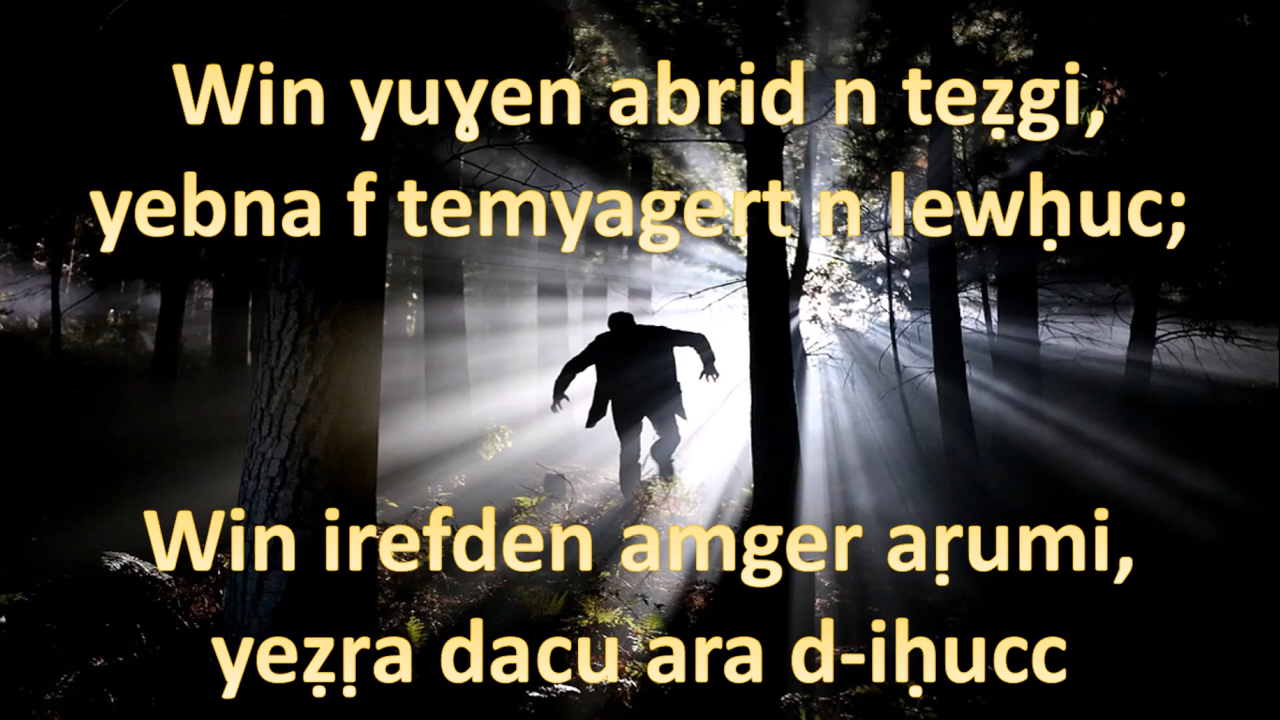 Win yuɣen abrid n teẓgi,
yebna f temyagert n lewḥuc;
Win irefden amger aṛumi,
yeẓṛa dacu ara d-iḥucc